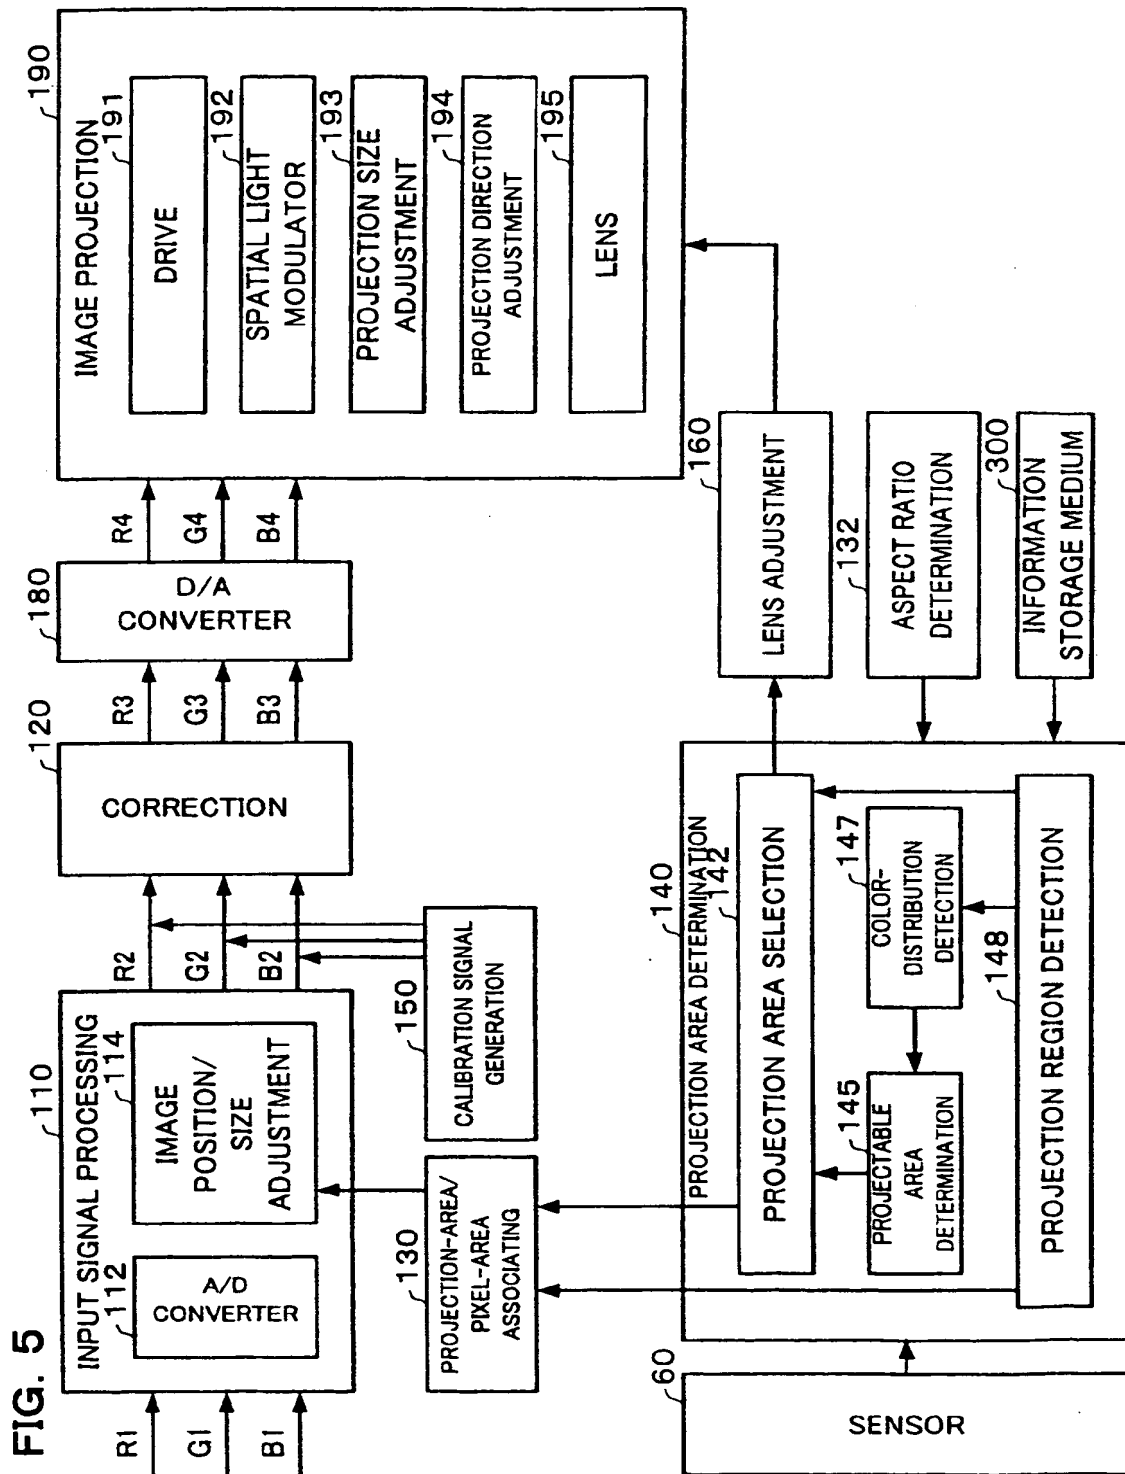 FIG. 5
R1
G1
B1
INPUT SIGNAL PROCESSING
110
112
A/D
CONVERTER
114
IMAGE
POSITION/
SIZE
ADJUSTMENT
R2
G2
B2
120
CORRECTION
R3
G3
B3
180
D/A
CONVERTER
R4
G4
B4
190
IMAGE PROJECTION
191
DRIVE
192
SPATIAL LIGHT
MODULATOR
193
PROJECTION SIZE
ADJUSTMENT
194
PROJECTION DIRECTION
ADJUSTMENT
195
LENS
130
PROJECTION-AREA/
PIXEL-AREA
ASSOCIATING
150
CALIBRATION SIGNAL
GENERATION
60
SENSOR
140
PROJECTION AREA DETERMINATION
142
PROJECTION AREA SELECTION
145
PROJECTABLE
AREA
DETERMINATION
147
COLOR-
DISTRIBUTION
DETECTION
148
PROJECTION REGION DETECTION
160
LENS ADJUSTMENT
132
ASPECT RATIO
DETERMINATION
300
INFORMATION
STORAGE MEDIUM